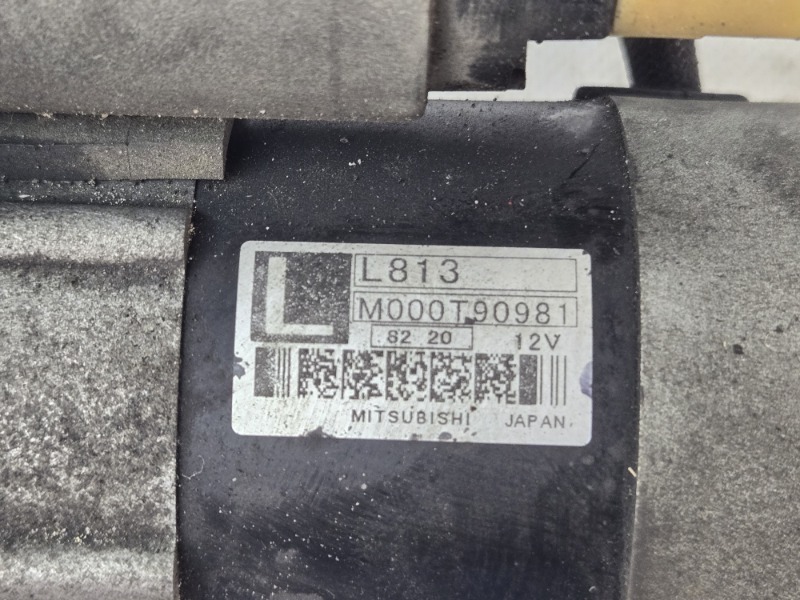 L
L813
M000T90981
82 20
12V
MITSUBISHI JAPAN